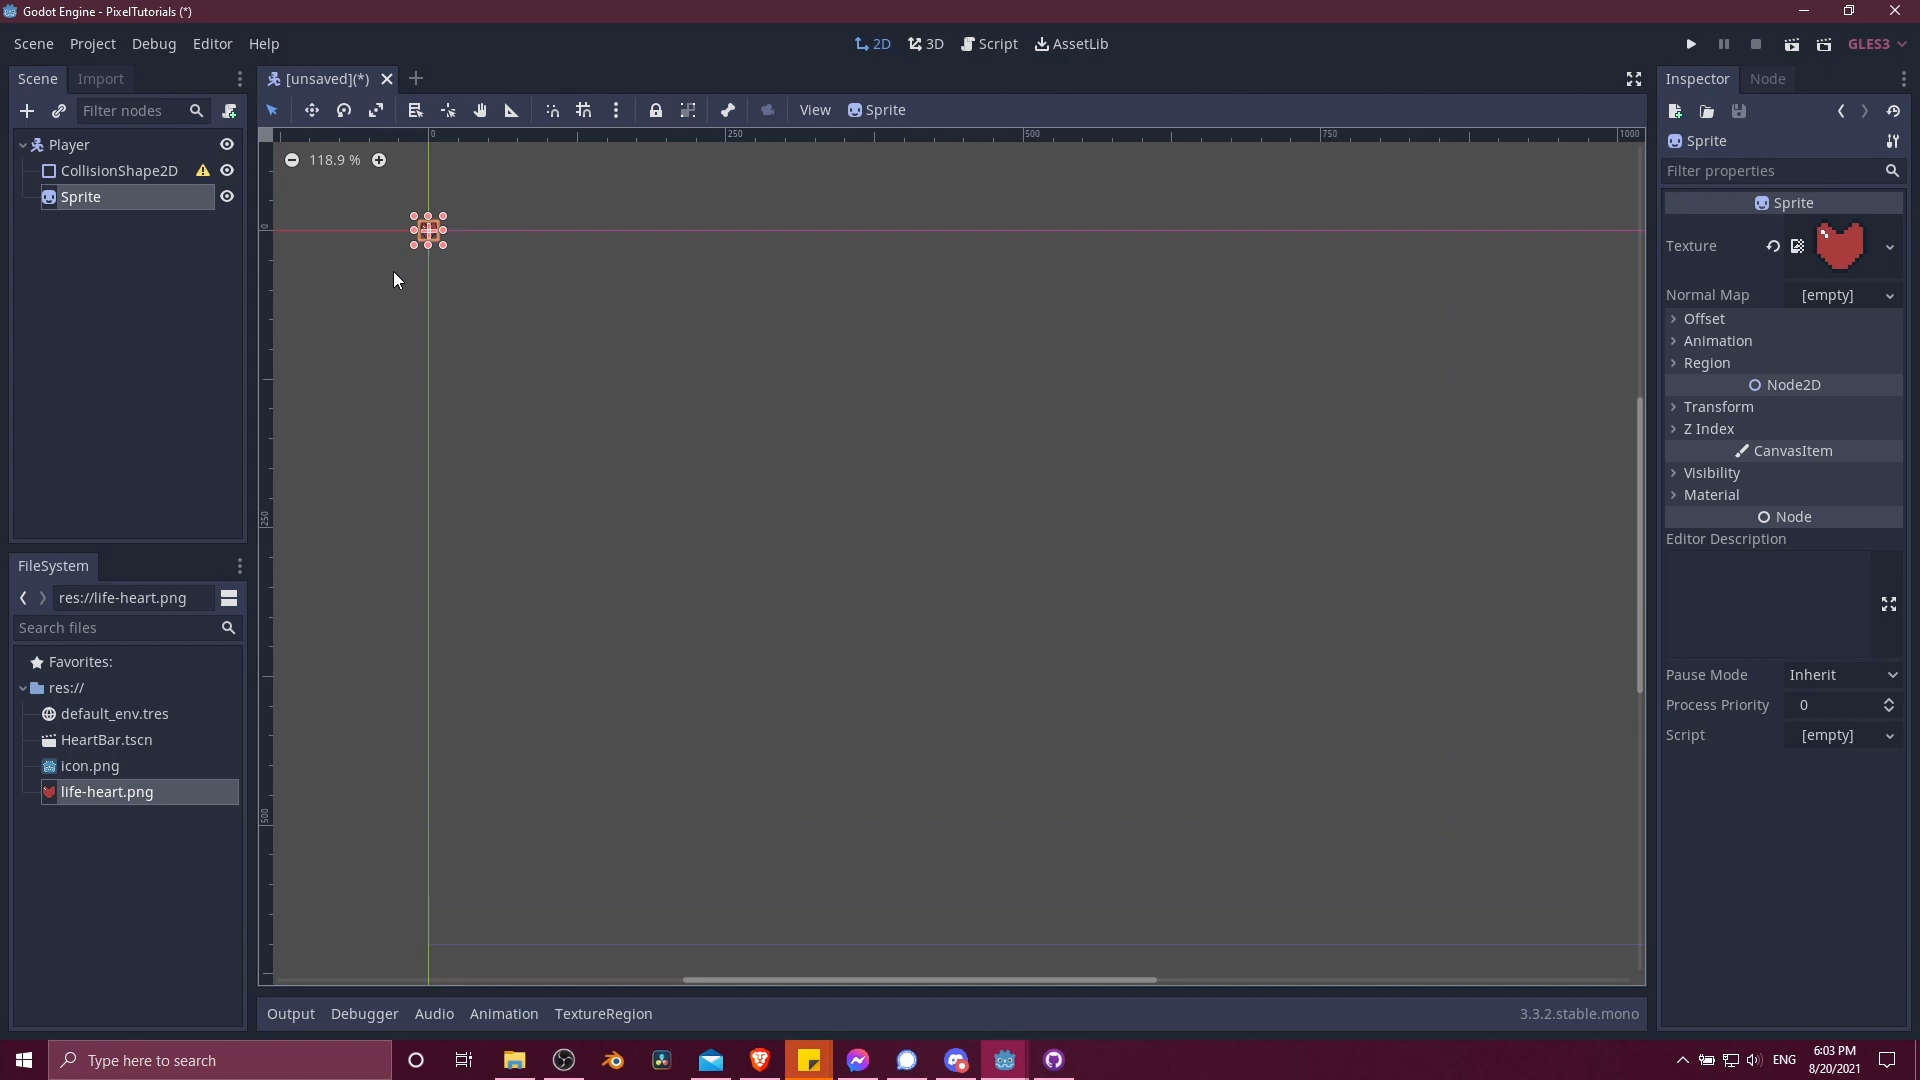 Godot Engine - PixelTutorials (*)
Scene Project Debug Editor Help
2D 3D Script AssetLib
GLES3
Scene Import
[unsaved](*)
Inspector Node
Filter nodes
View Sprite
Player
CollisionShape2D
Sprite
0 250 500 750 1000
118.9 %
0
250
500
Sprite
Filter properties
Sprite
Texture
Normal Map [empty]
Offset
Animation
Region
Node2D
Transform
Z Index
CanvasItem
Visibility
Material
Node
Editor Description
Pause Mode Inherit
Process Priority 0
Script [empty]
FileSystem
res://life-heart.png
Search files
Favorites:
res://
default_env.tres
HeartBar.tscn
icon.png
life-heart.png
Output Debugger Audio Animation TextureRegion
3.3.2.stable.mono
Type here to search
ENG
6:03 PM
8/20/2021